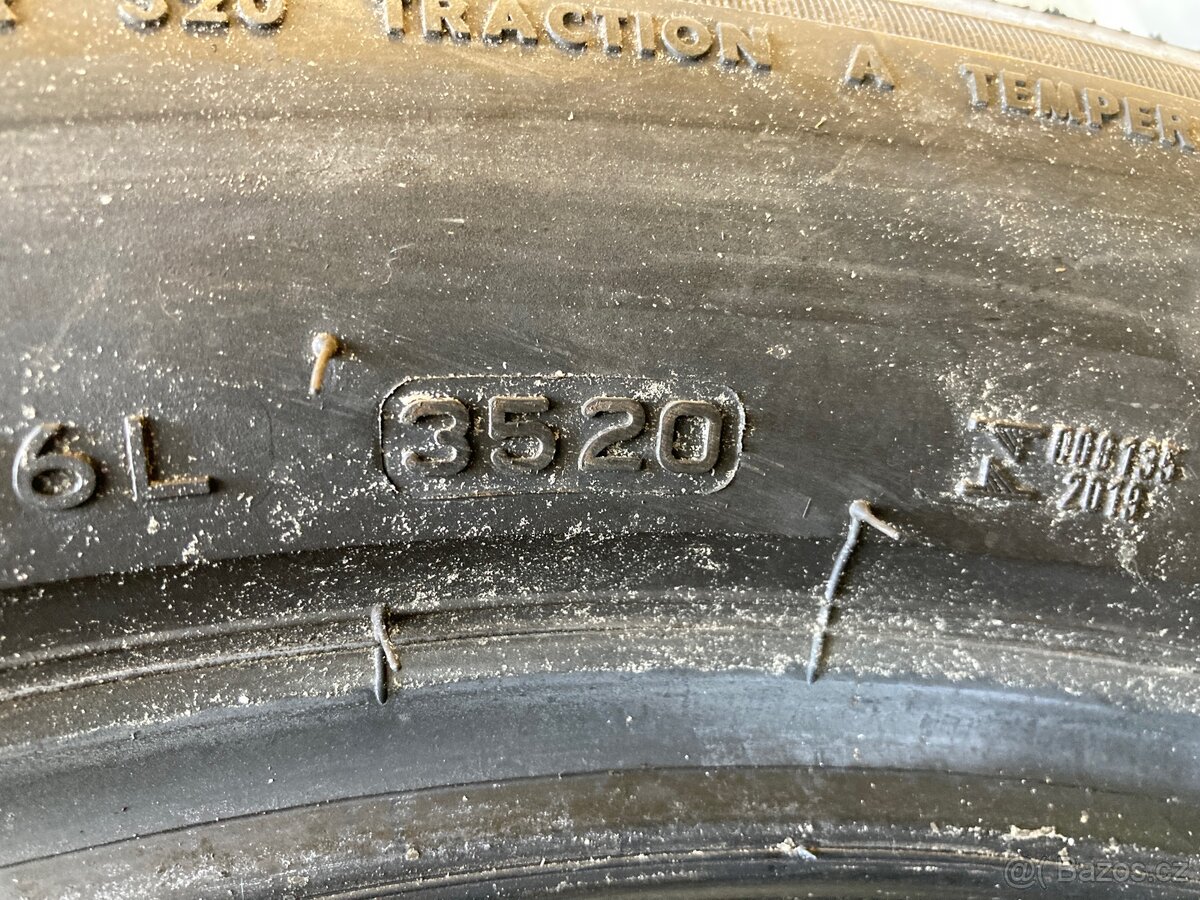 320 TRACTION A TEMPER
6L 3520
2019
@( Bazos.cz